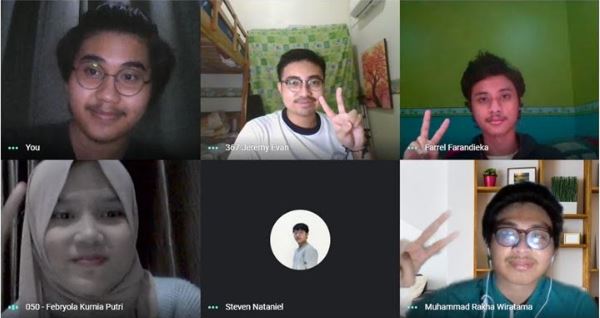 You
367 Jeremy Evan
Farrel Farandieka
050 - Febryola Kurnia Putri
Steven Nataniel
Muhammad Rakha Wiratama